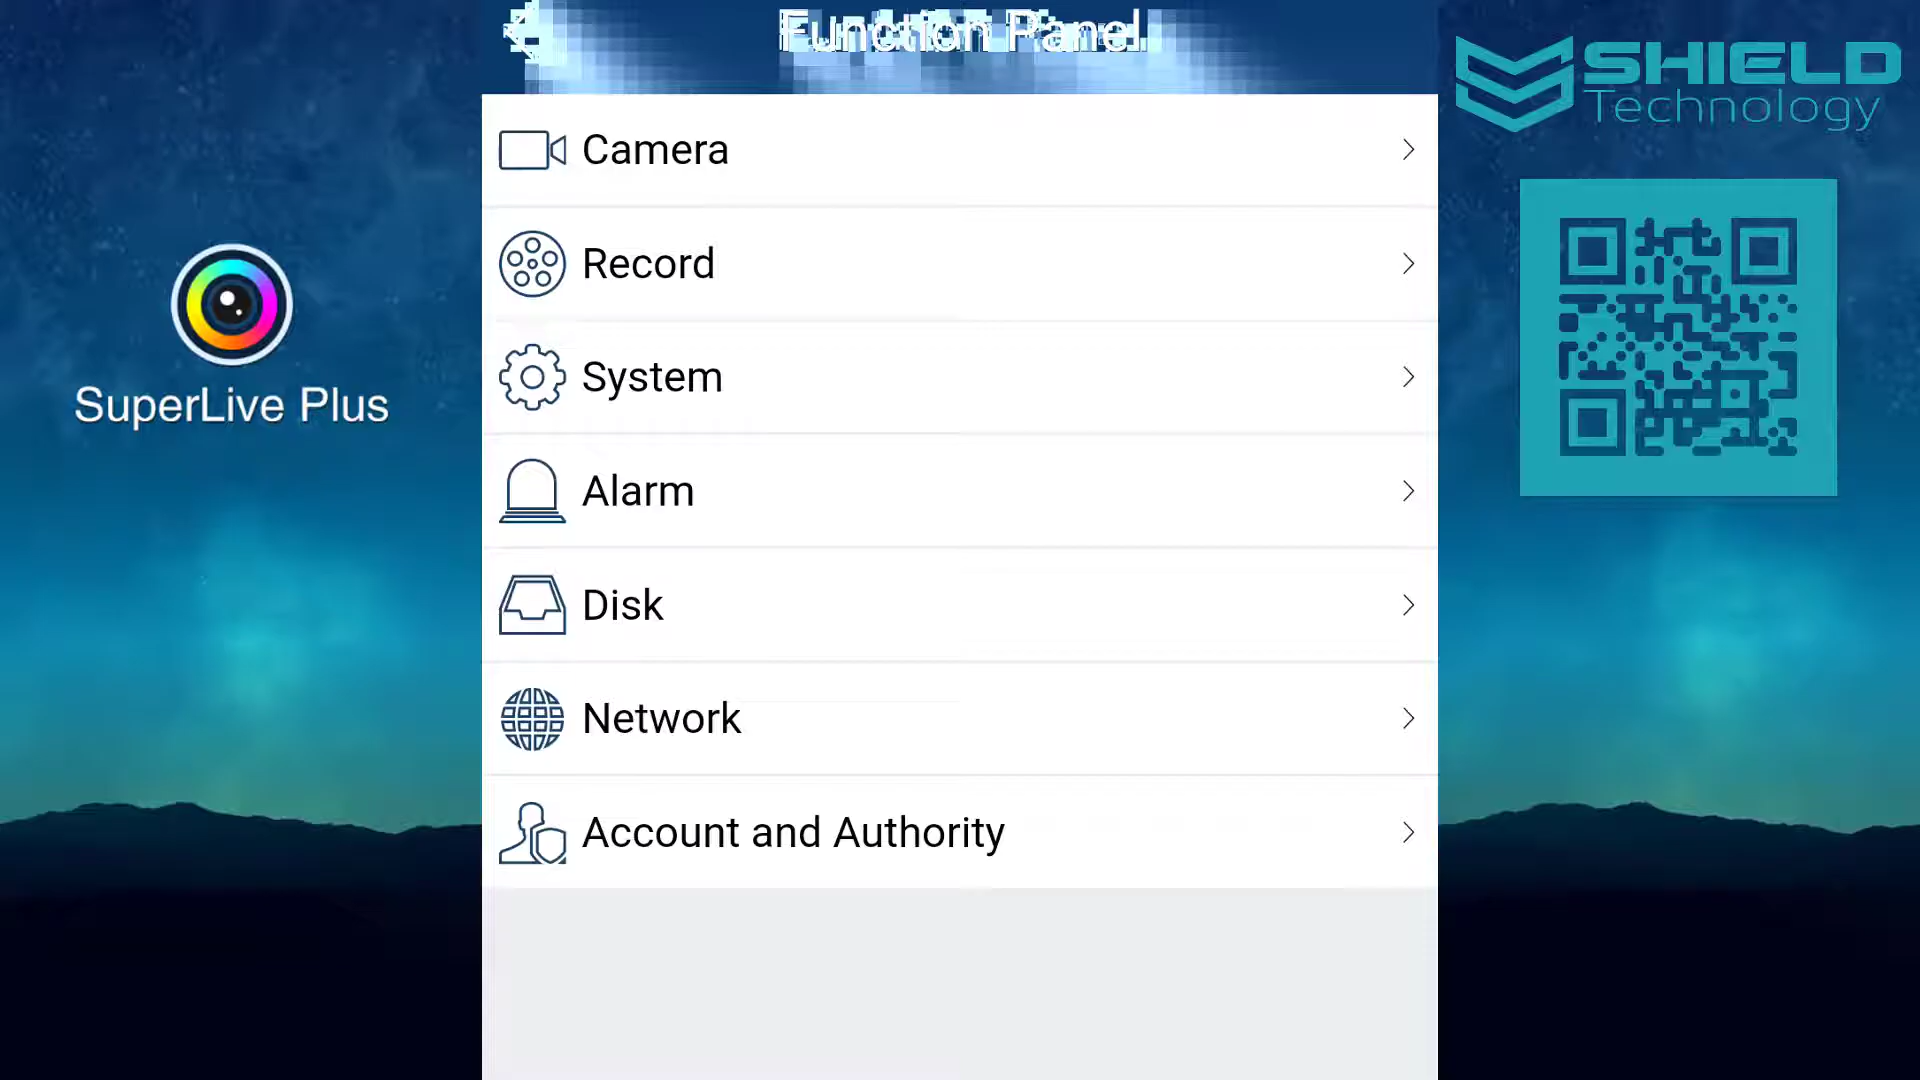 Function Panel
SHIELD
Technology
Camera
Record
System
SuperLive Plus
Alarm
Disk
Network
Account and Authority